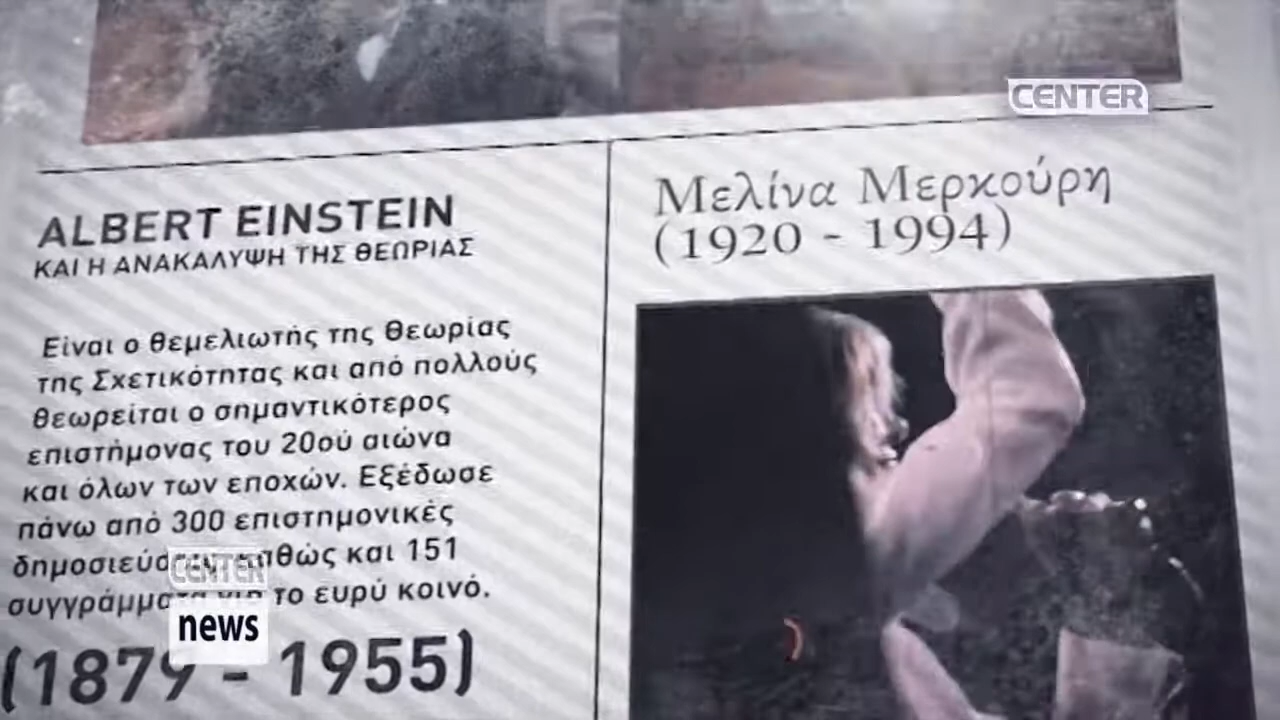 CENTER
ALBERT EINSTEIN
ΚΑΙ Η ΑΝΑΚΑΛΥΨΗ ΤΗΣ ΘΕΩΡΙΑΣ
Είναι ο θεμελιωτής της θεωρίας
της Σχετικότητας και από πολλούς
θεωρείται ο σημαντικότερος
επιστήμονας του 20ού αιώνα
και όλων των εποχών. Εξέδωσε
πάνω από 300 επιστημονικές
καθώς και 151
το ευρύ κοινό.
(1879 - 1955)
Μελίνα Μερκούρη
(1920 - 1994)
CENTER
news